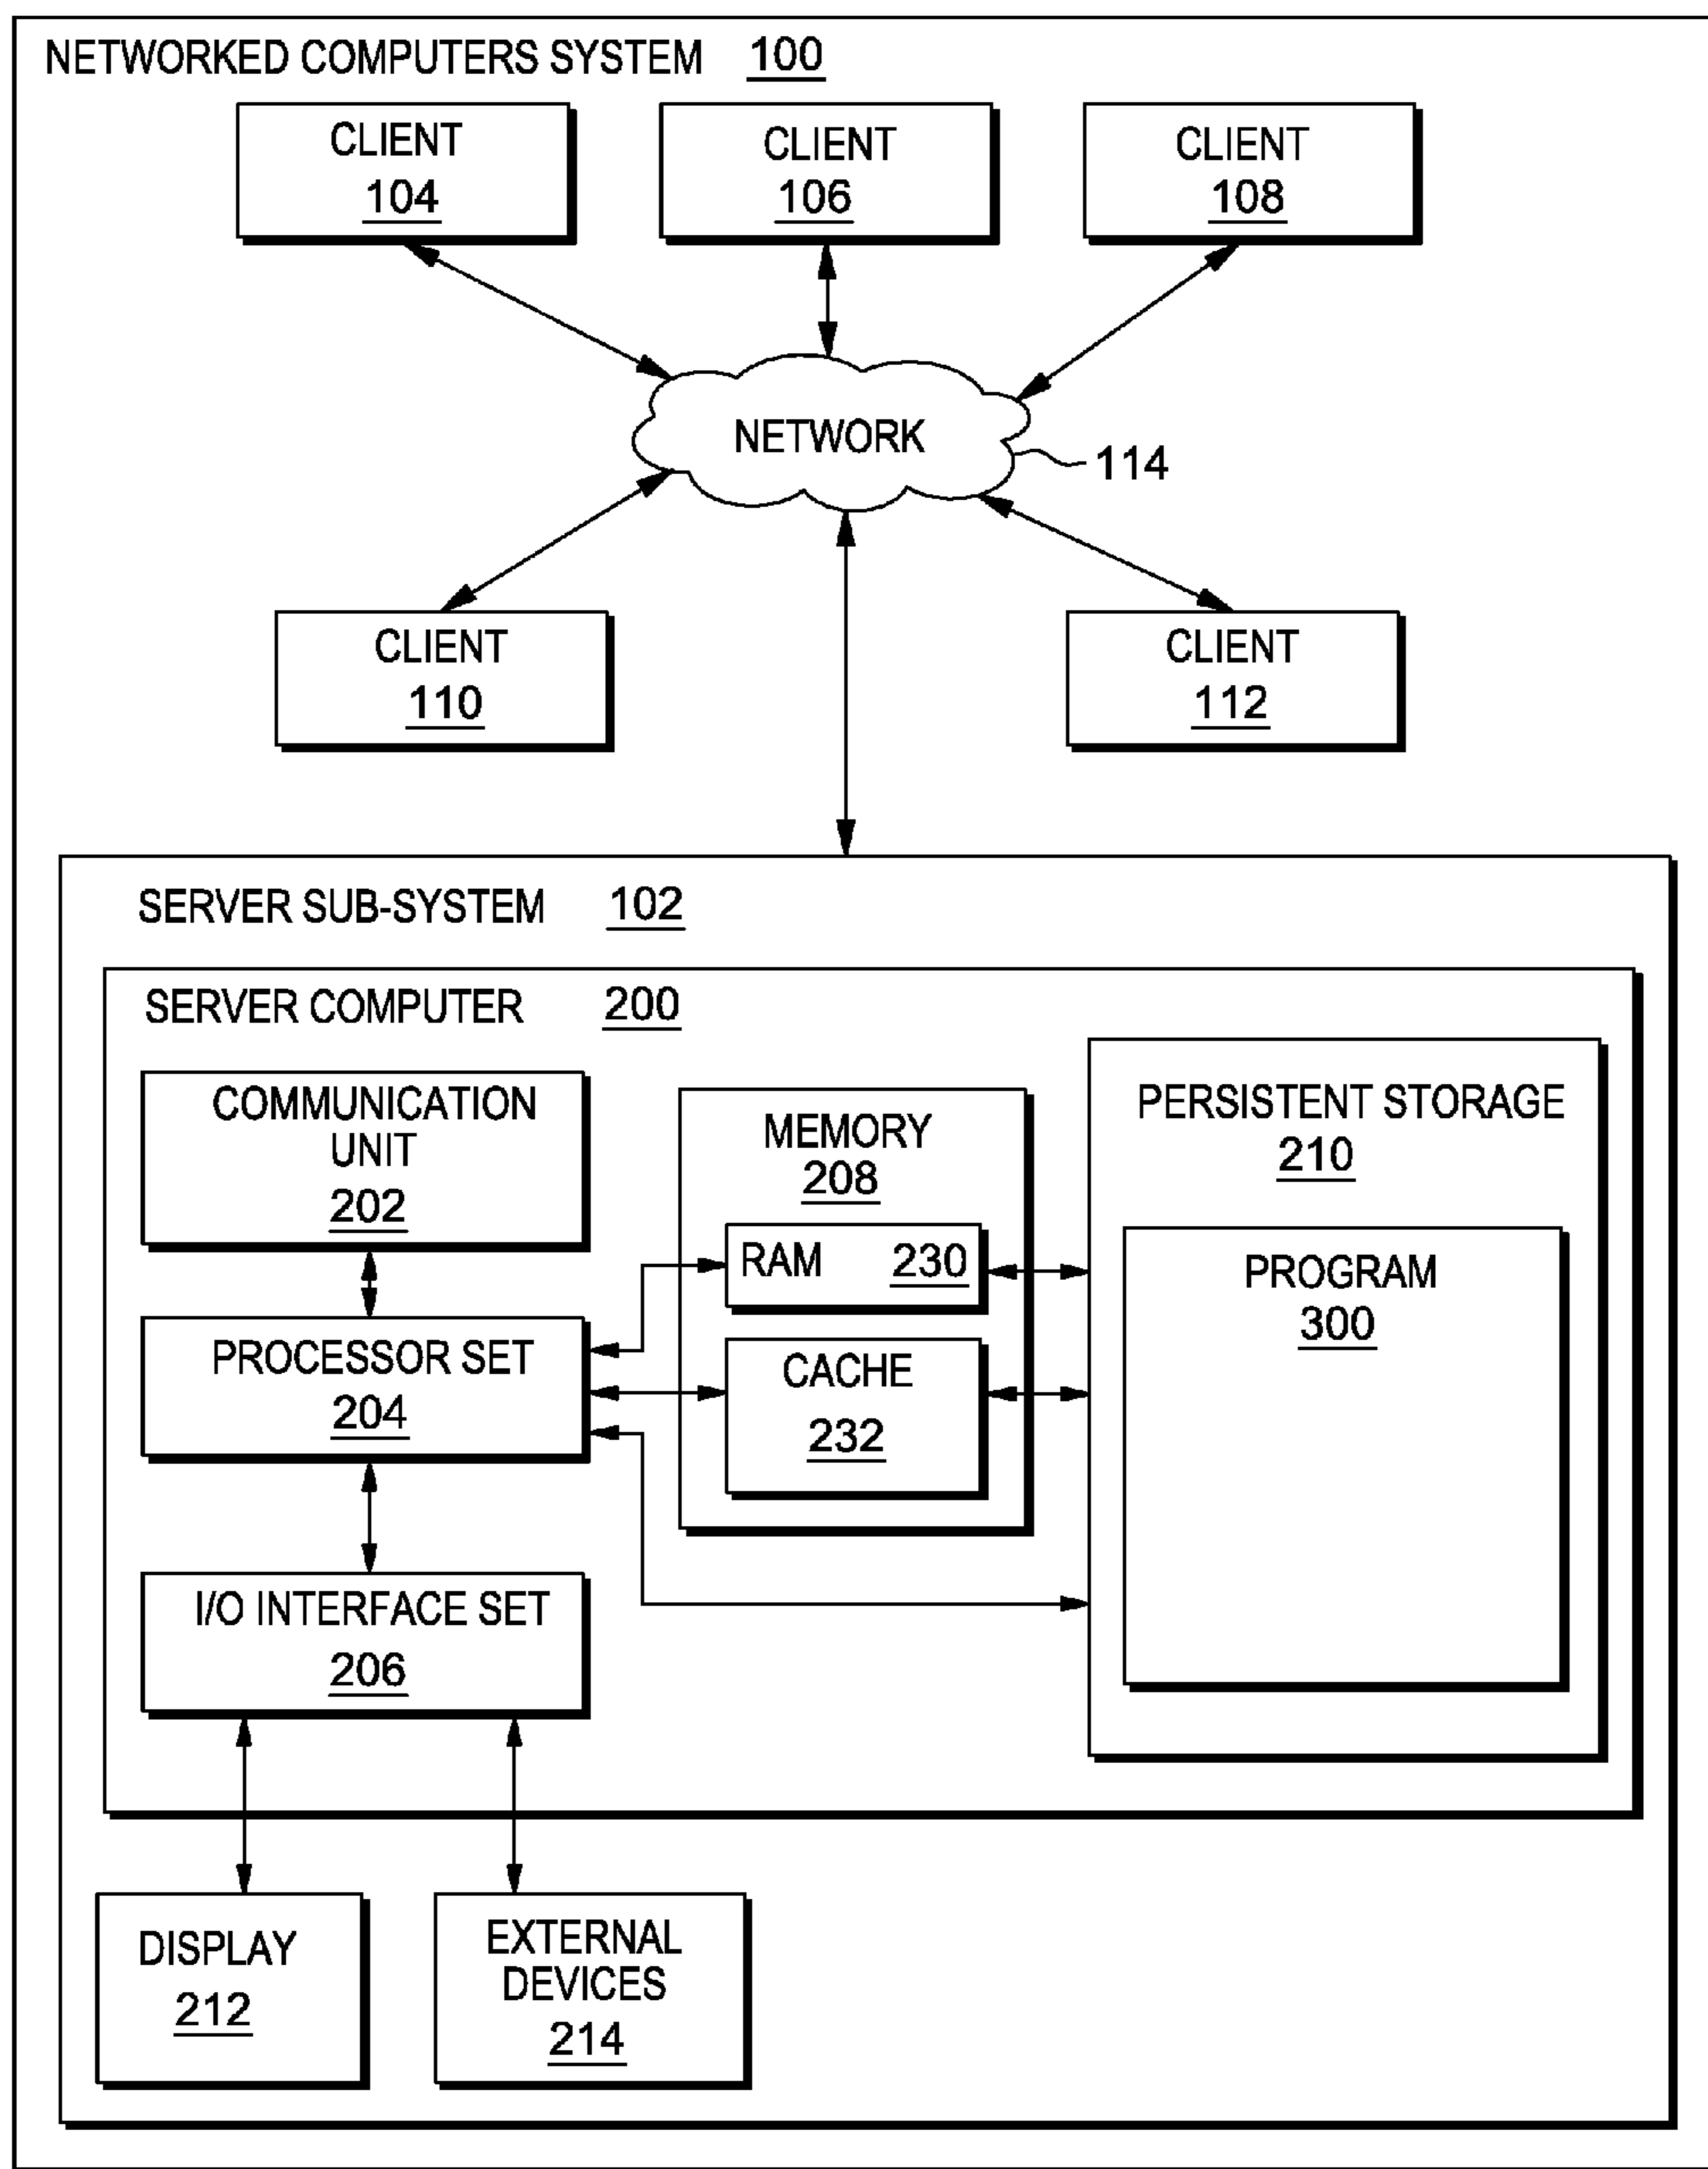 NETWORKED COMPUTERS SYSTEM 100
CLIENT
104
CLIENT
106
CLIENT
108
NETWORK
114
CLIENT
110
CLIENT
112
SERVER SUB-SYSTEM 102
SERVER COMPUTER 200
COMMUNICATION
UNIT
202
PROCESSOR SET
204
I/O INTERFACE SET
206
MEMORY
208
RAM 230
CACHE
232
PERSISTENT STORAGE
210
PROGRAM
300
DISPLAY
212
EXTERNAL
DEVICES
214